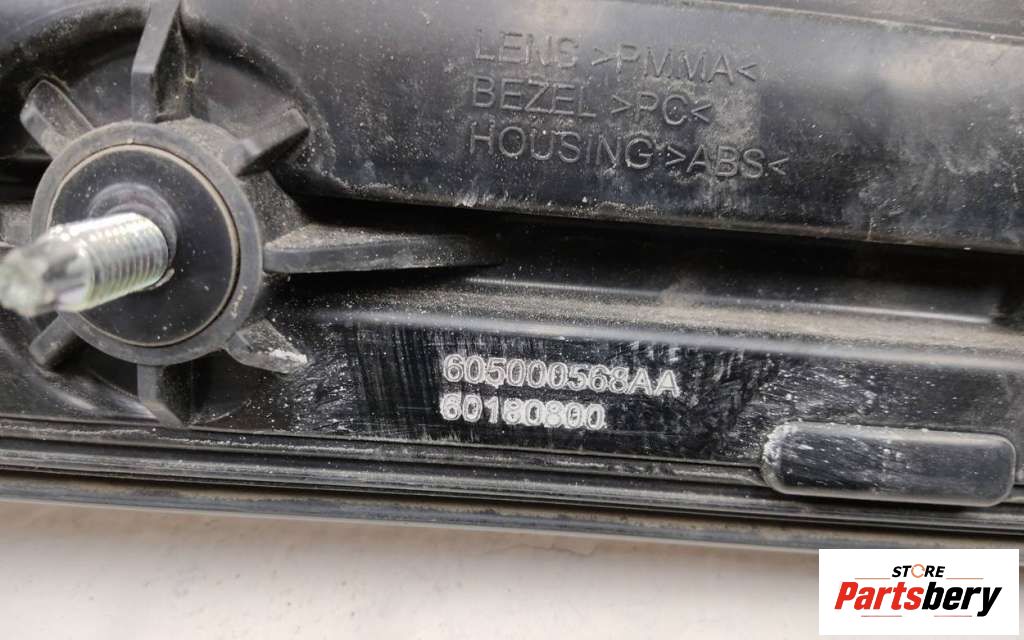 LENS >PMMA<
BEZEL >PC<
HOUSING >ABS<
605000568AA
60180800
STORE
Partsbery